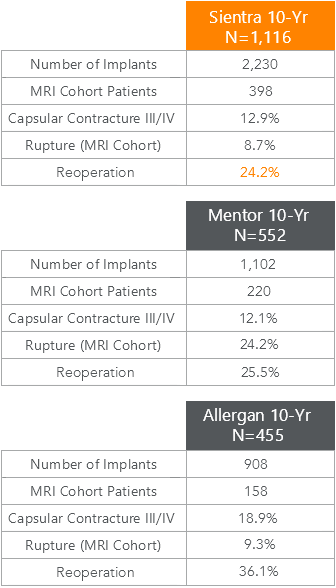 Sientra 10-Yr
N=1,116
Number of Implants 2,230
MRI Cohort Patients 398
Capsular Contracture III/IV 12.9%
Rupture (MRI Cohort) 8.7%
Reoperation 24.2%
Mentor 10-Yr
N=552
Number of Implants 1,102
MRI Cohort Patients 220
Capsular Contracture III/IV 12.1%
Rupture (MRI Cohort) 24.2%
Reoperation 25.5%
Allergan 10-Yr
N=455
Number of Implants 908
MRI Cohort Patients 158
Capsular Contracture III/IV 18.9%
Rupture (MRI Cohort) 9.3%
Reoperation 36.1%